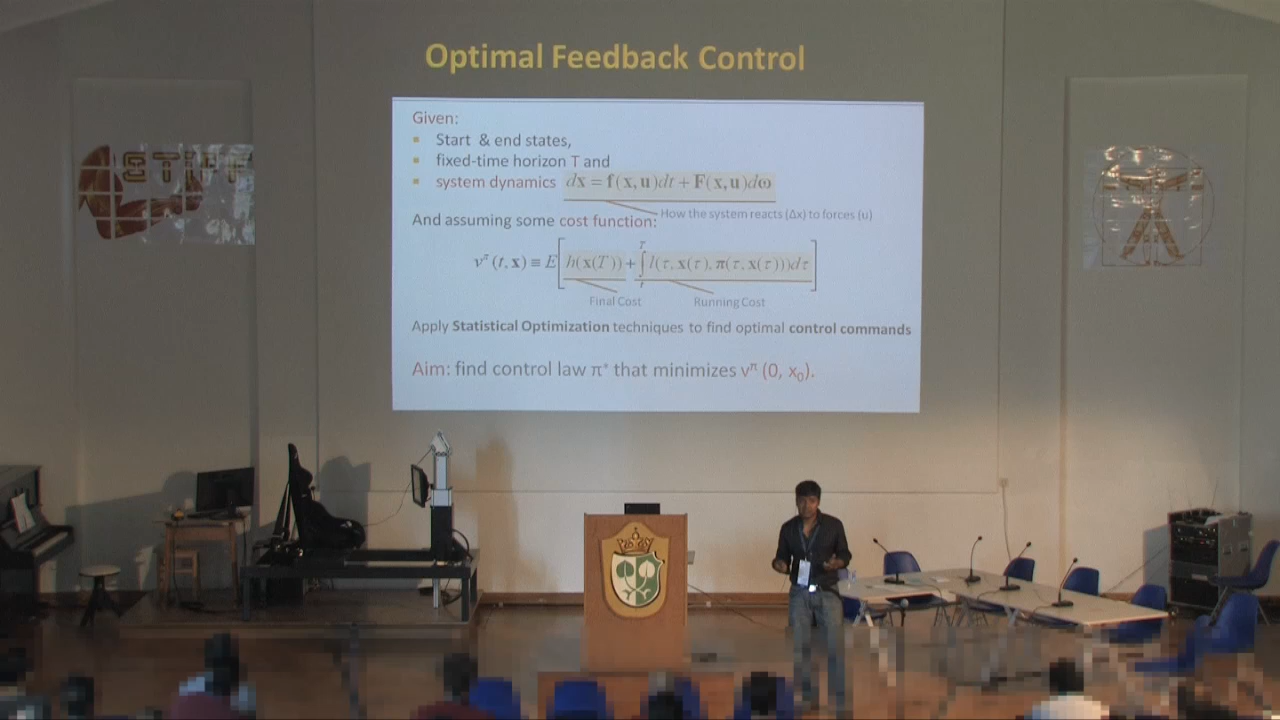 Optimal Feedback Control
Given:
Start & end states,
fixed-time horizon T and
system dynamics dx = f(x,u)dt + F(x,u)dω
How the system reacts (Δx) to forces (u)
And assuming some cost function:
v^π(t,x) ≡ E[h(x(T)) + ∫_t^T l(τ, x(τ), π(τ, x(τ)))dτ]
Final Cost Running Cost
Apply Statistical Optimization techniques to find optimal control commands
Aim: find control law π* that minimizes v^π (0, x₀).
STIFF